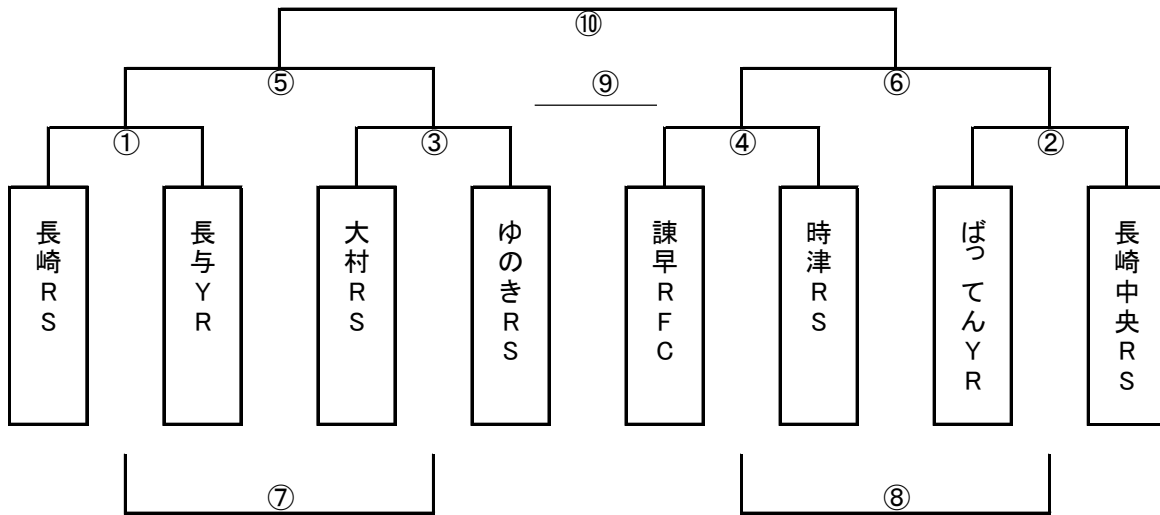 ⑩
⑤
⑨
⑥
①
③
④
②
長崎RS
長与YR
大村RS
ゆのきRS
諫早RFC
時津RS
ばってんYR
長崎中央RS
⑦
⑧